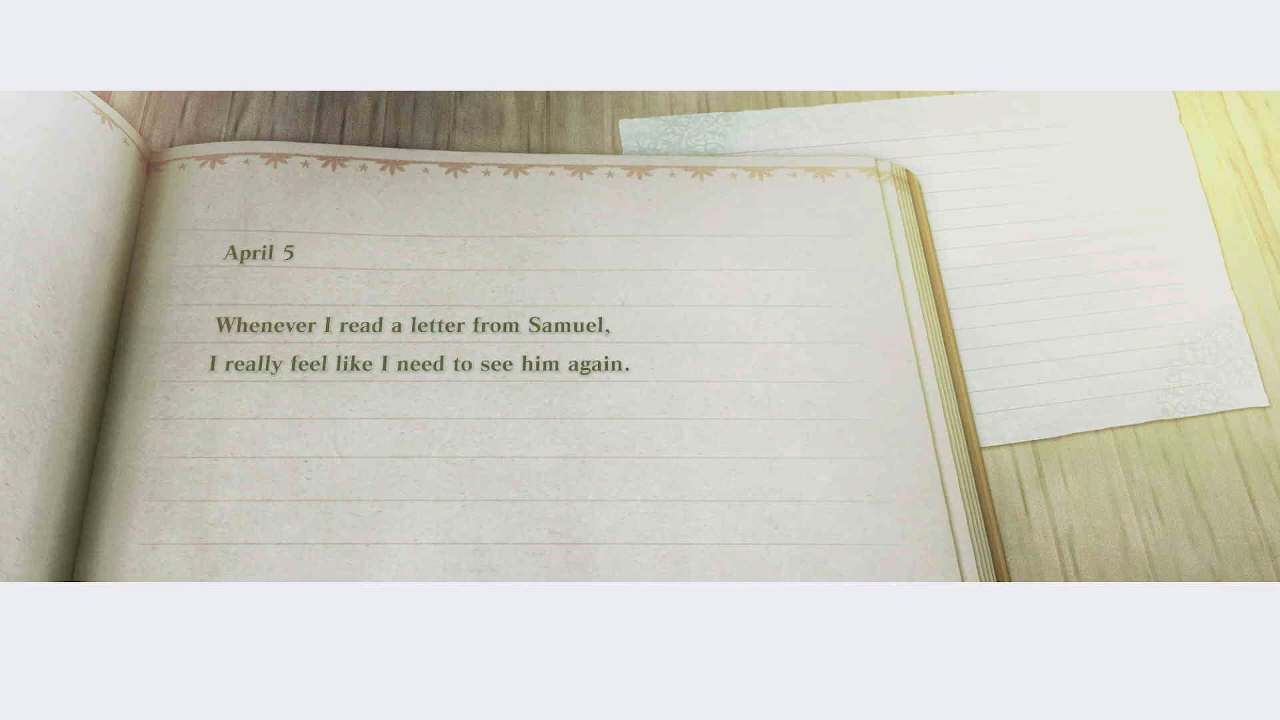 April 5
Whenever I read a letter from Samuel,
I really feel like I need to see him again.